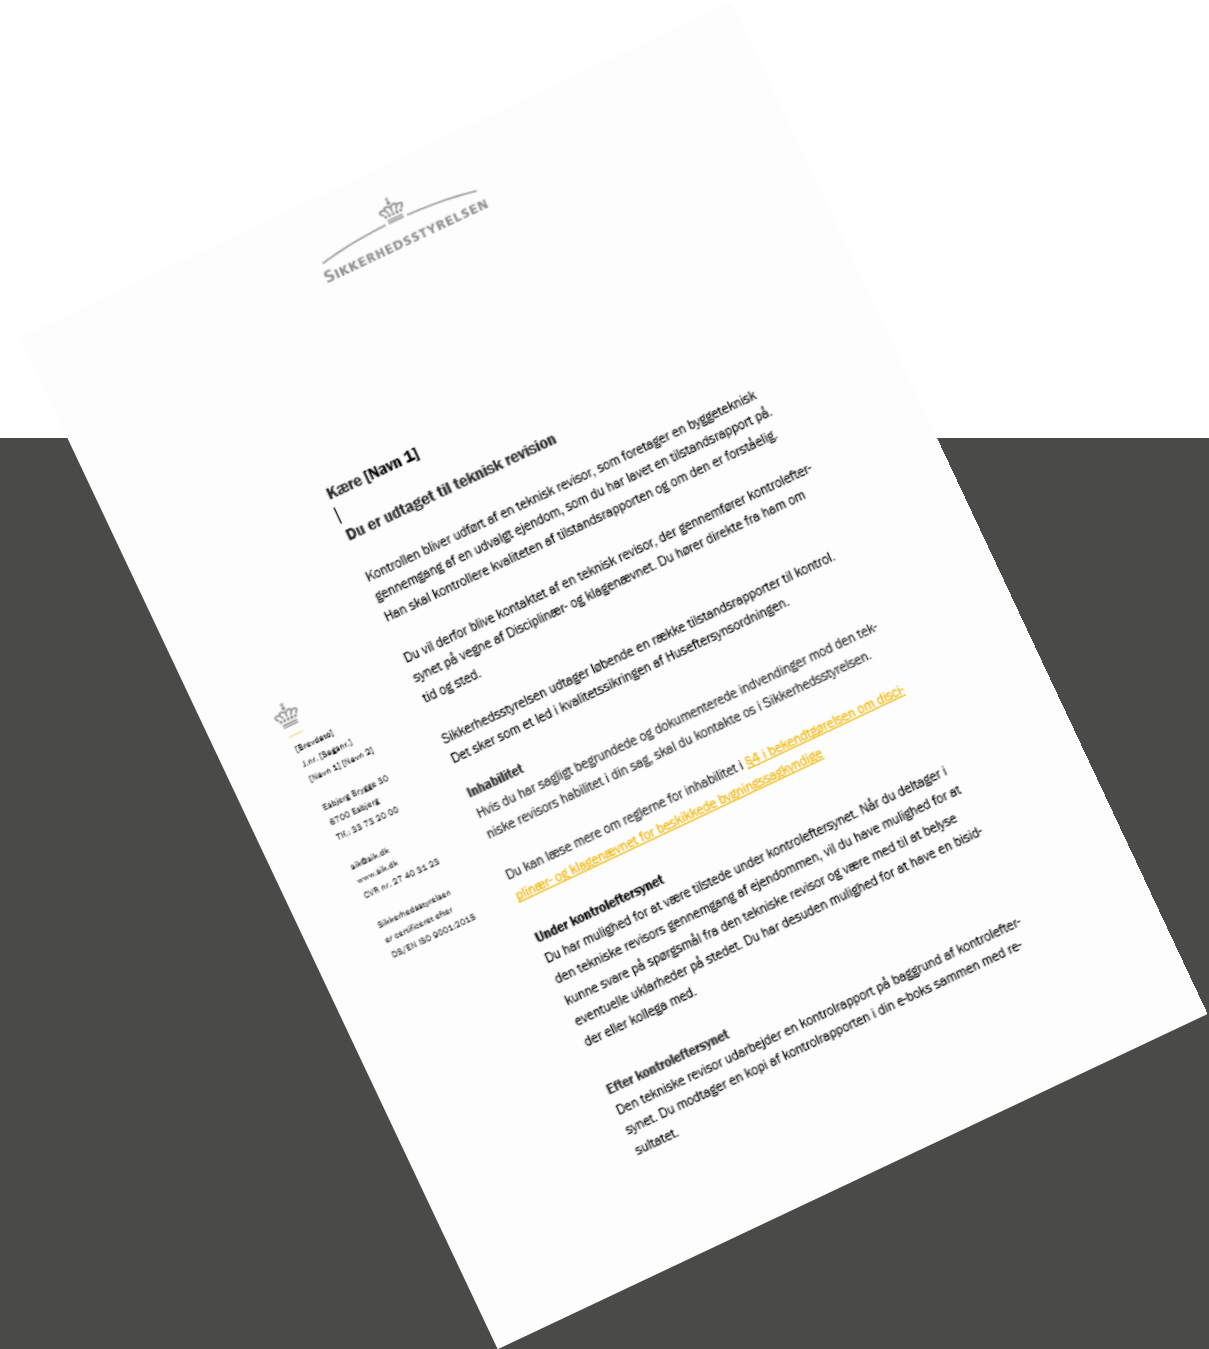 SIKKERHEDSSTYRELSEN
Kære [Navn 1]
Du er udtaget til teknisk revision
Kontrollen bliver udført af en teknisk revisor, som foretager en byggeteknisk
gennemgang af en udvalgt ejendom, som du har lavet en tilstandsrapport på.
Han skal kontrollere kvaliteten af tilstandsrapporten og om den er forståelig.
Du vil derfor blive kontaktet af en teknisk revisor, der gennemfører kontrolefter-
synet på vegne af Disciplinær- og klagenævnet. Du hører direkte fra ham om
tid og sted.
Sikkerhedsstyrelsen udtager løbende en række tilstandsrapporter til kontrol.
Det sker som et led i kvalitetssikringen af Huseftersynsordningen.
Inhabilitet
Hvis du har sagligt begrundede og dokumenterede indvendinger mod den tek-
niske revisors habilitet i din sag, skal du kontakte os i Sikkerhedsstyrelsen.
Du kan læse mere om reglerne for inhabilitet i §4 i bekendtgørelsen om disci-
plinær- og klagenævnet for beskikkede bygningssagkyndige
Under kontroleftersynet
Du har mulighed for at være tilstede under kontroleftersynet. Når du deltager i
den tekniske revisors gennemgang af ejendommen, vil du have mulighed for at
kunne svare på spørgsmål fra den tekniske revisor og være med til at belyse
eventuelle uklarheder på stedet. Du har desuden mulighed for at have en bisid-
der eller kollega med.
Efter kontroleftersynet
Den tekniske revisor udarbejder en kontrolrapport på baggrund af kontrolefter-
synet. Du modtager en kopi af kontrolrapporten i din e-boks sammen med re-
sultatet.
[Brevdato]
J.nr. [Sagsnr.]
[Navn 1] [Navn 2]
Esbjerg Brygge 30
6700 Esbjerg
Tlf.: 33 73 20 00
sik@sik.dk
www.sik.dk
CVR nr. 27 40 31 23
Sikkerhedsstyrelsen
er certificeret efter
DS/EN ISO 9001:2015